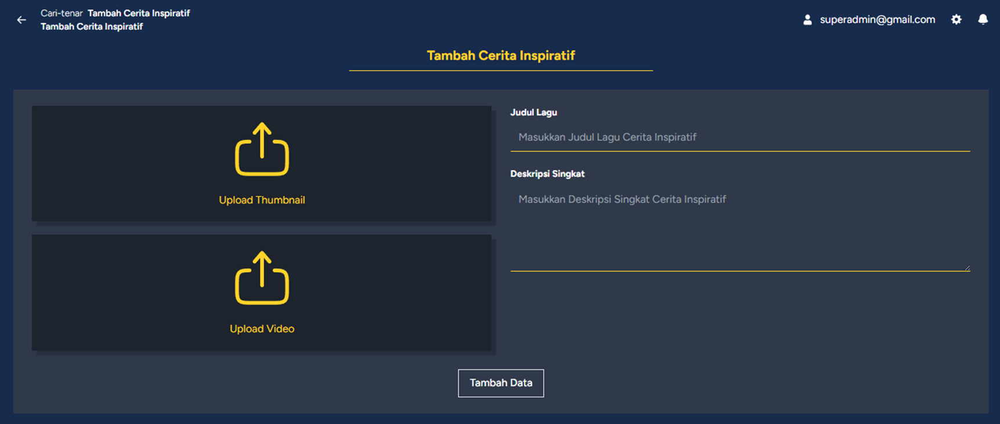 Cari-tenar Tambah Cerita Inspiratif
Tambah Cerita Inspiratif
superadmin@gmail.com
Tambah Cerita Inspiratif
Upload Thumbnail
Upload Video
Judul Lagu
Masukkan Judul Lagu Cerita Inspiratif
Deskripsi Singkat
Masukkan Deskripsi Singkat Cerita Inspiratif
Tambah Data